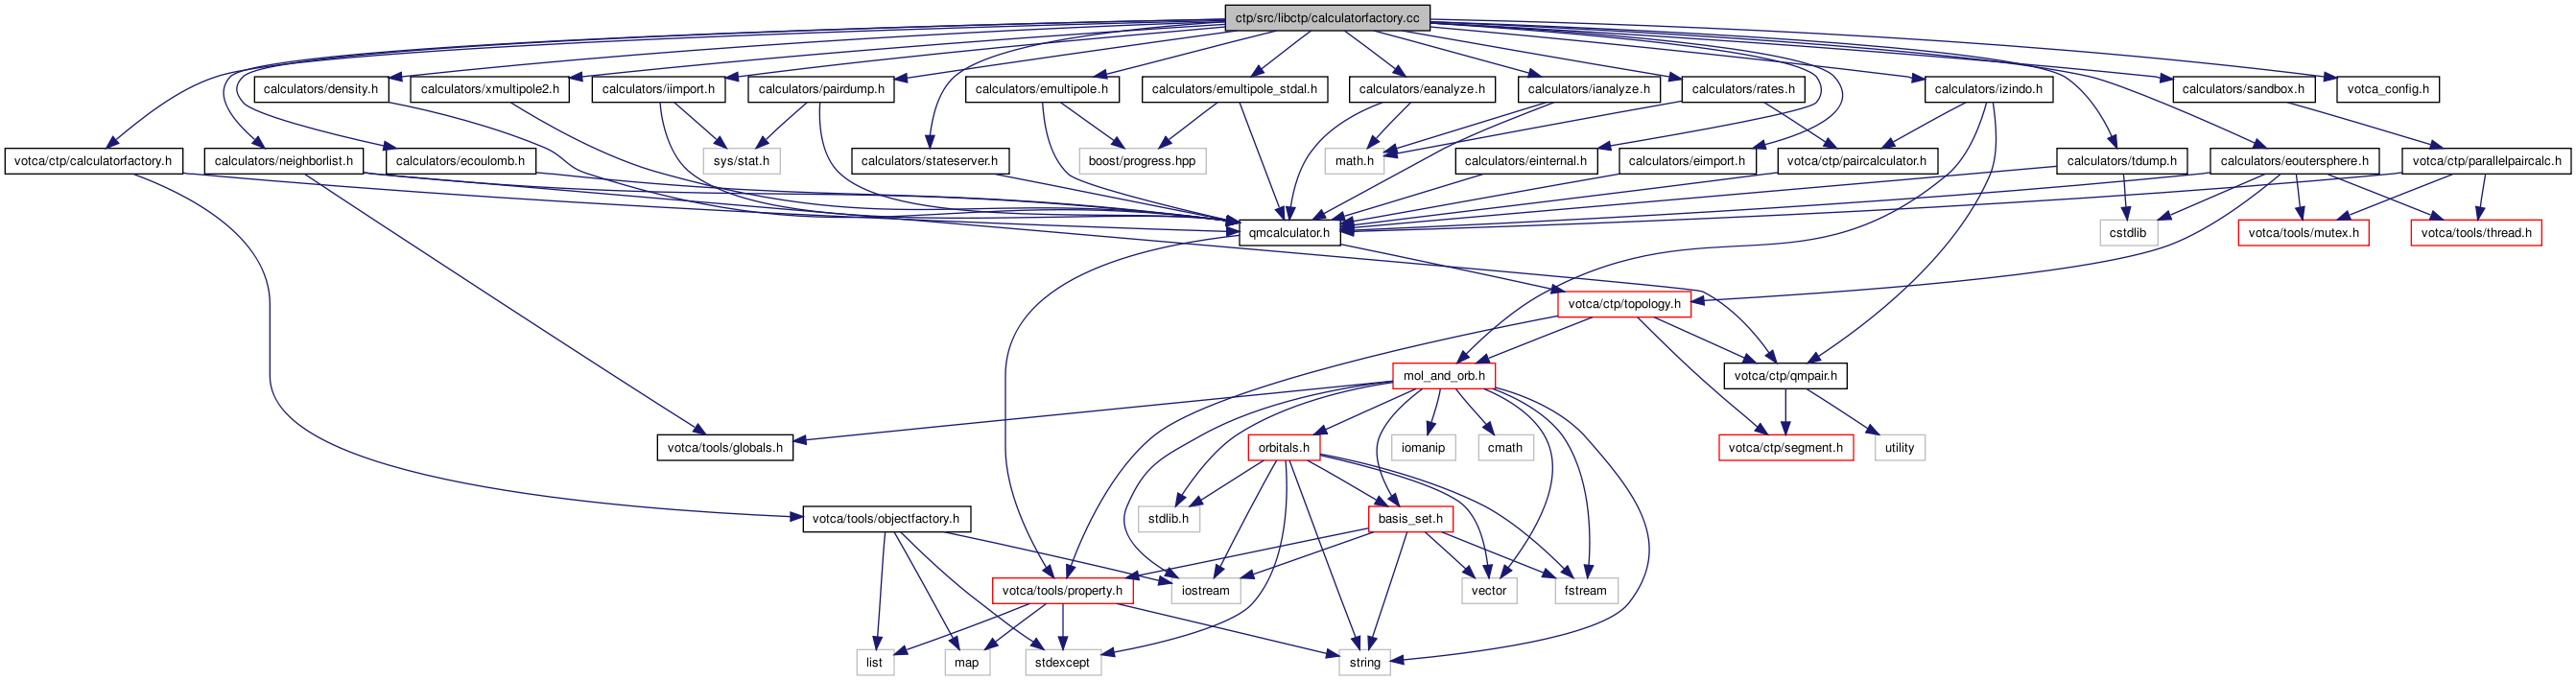 ctp/src/libctp/calculatorfactory.cc
calculators/density.h
calculators/xmultipole2.h
calculators/iimport.h
calculators/pairdump.h
calculators/emultipole.h
calculators/emultipole_stdal.h
calculators/eanalyze.h
calculators/ianalyze.h
calculators/rates.h
calculators/izindo.h
calculators/sandbox.h
votca_config.h
votca/ctp/calculatorfactory.h
calculators/neighborlist.h
calculators/ecoulomb.h
sys/stat.h
calculators/stateserver.h
boost/progress.hpp
math.h
calculators/einternal.h
calculators/eimport.h
votca/ctp/paircalculator.h
calculators/tdump.h
calculators/eoutersphere.h
votca/ctp/parallelpaircalc.h
qmcalculator.h
cstdlib
votca/tools/mutex.h
votca/tools/thread.h
votca/ctp/topology.h
mol_and_orb.h
votca/ctp/qmpair.h
votca/tools/globals.h
orbitals.h
iomanip
cmath
votca/ctp/segment.h
utility
votca/tools/objectfactory.h
stdlib.h
basis_set.h
votca/tools/property.h
iostream
vector
fstream
list
map
stdexcept
string